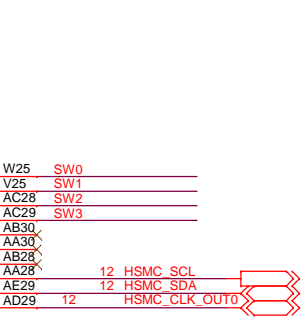 W25 SW0
V25 SW1
AC28 SW2
AC29 SW3
AB30
AA30
AB28
AA28 12 HSMC_SCL
AE29 12 HSMC_SDA
AD29 12 HSMC_CLK_OUT0